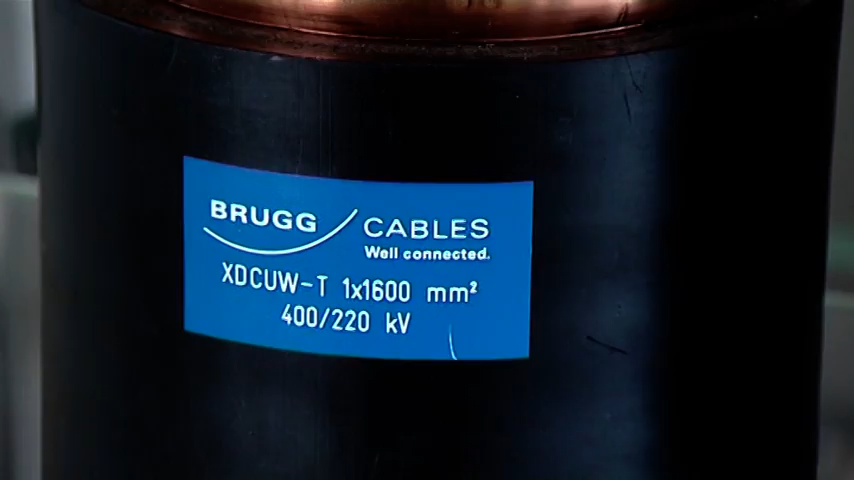 BRUGG CABLES
Well connected.
XDCUW-T 1x1600 mm²
400/220 kV